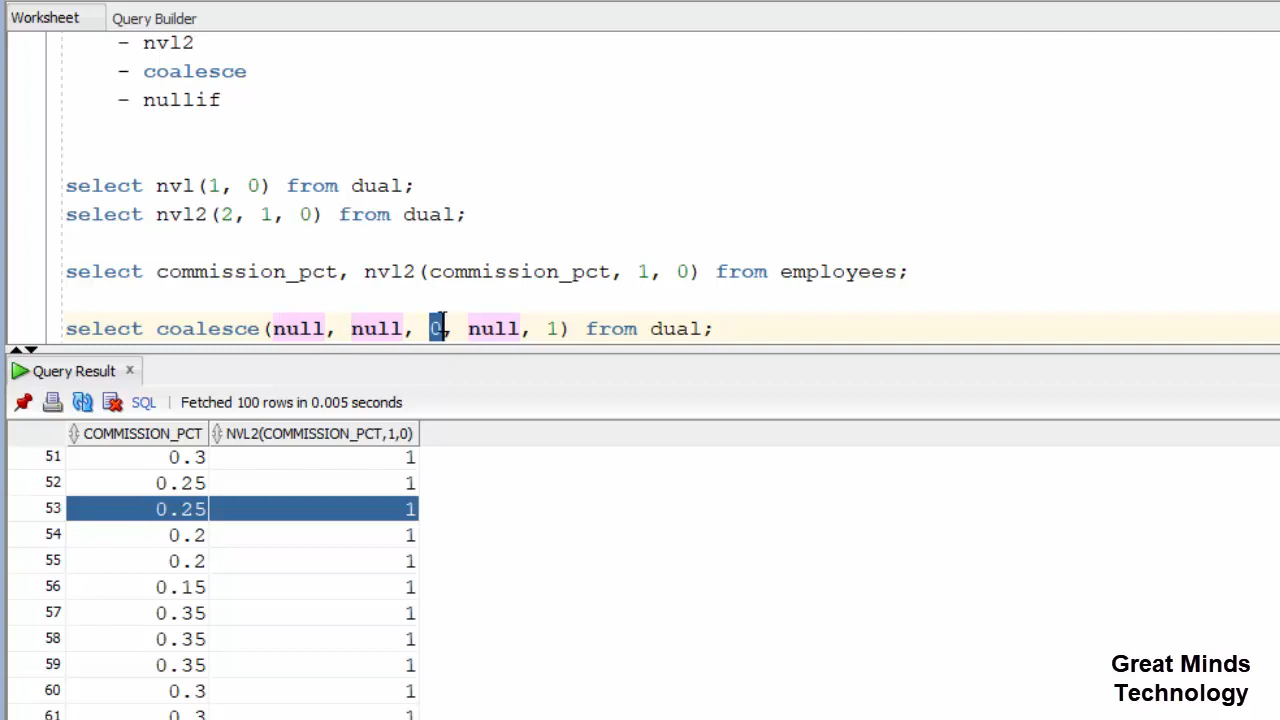 Worksheet Query Builder
- nvl2
- coalesce
- nullif
select nvl(1, 0) from dual;
select nvl2(2, 1, 0) from dual;
select commission_pct, nvl2(commission_pct, 1, 0) from employees;
select coalesce(null, null, 0, null, 1) from dual;
Query Result x
SQL | Fetched 100 rows in 0.005 seconds
COMMISSION_PCT NVL2(COMMISSION_PCT,1,0)
51 0.3 1
52 0.25 1
53 0.25 1
54 0.2 1
55 0.2 1
56 0.15 1
57 0.35 1
58 0.35 1
59 0.35 1
60 0.3 1
61 0.3 1
Great Minds
Technology